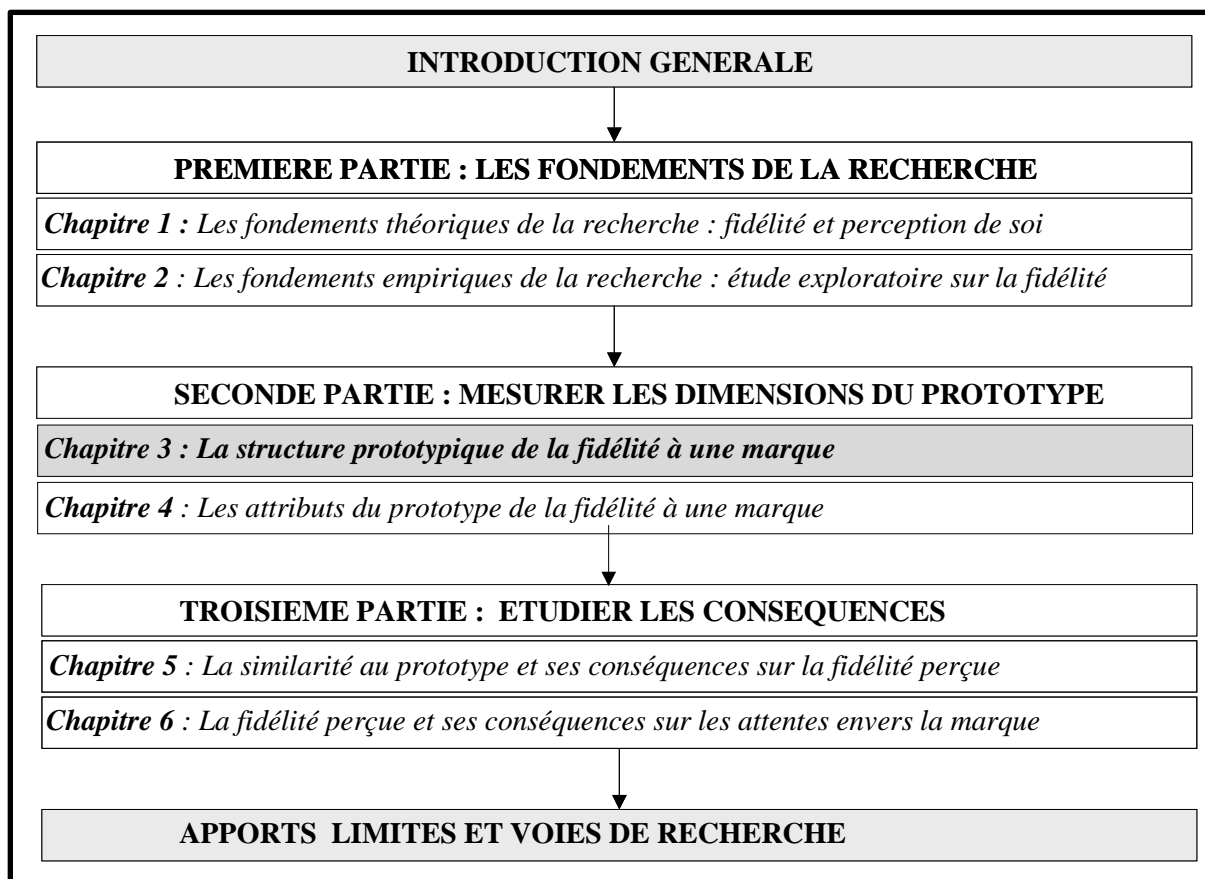 INTRODUCTION GENERALE
PREMIERE PARTIE : LES FONDEMENTS DE LA RECHERCHE
Chapitre 1 : Les fondements théoriques de la recherche : fidélité et perception de soi
Chapitre 2 : Les fondements empiriques de la recherche : étude exploratoire sur la fidélité
SECONDE PARTIE : MESURER LES DIMENSIONS DU PROTOTYPE
Chapitre 3 : La structure prototypique de la fidélité à une marque
Chapitre 4 : Les attributs du prototype de la fidélité à une marque
TROISIEME PARTIE : ETUDIER LES CONSEQUENCES
Chapitre 5 : La similarité au prototype et ses conséquences sur la fidélité perçue
Chapitre 6 : La fidélité perçue et ses conséquences sur les attentes envers la marque
APPORTS LIMITES ET VOIES DE RECHERCHE